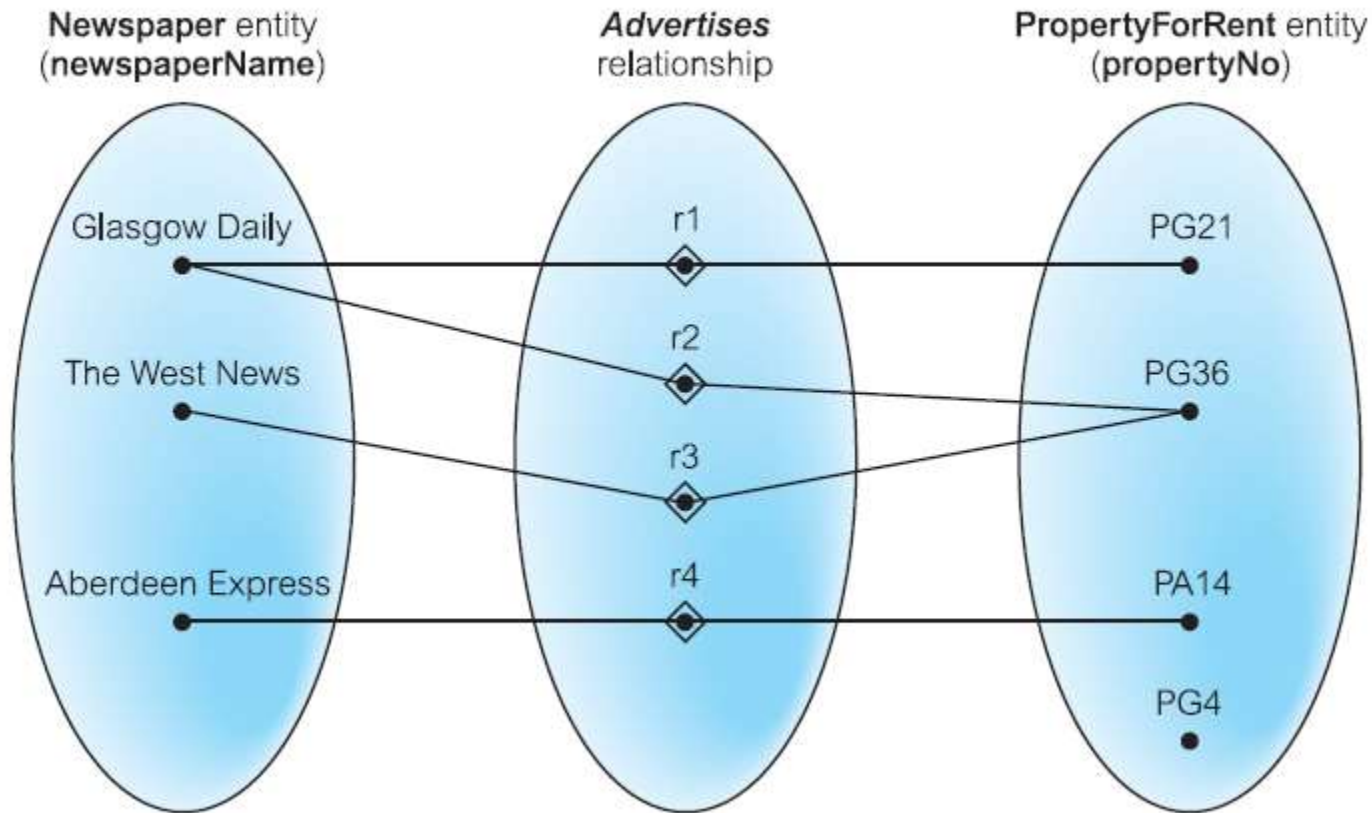 Newspaper entity
(newspaperName)
Advertises
relationship
PropertyForRent entity
(propertyNo)
Glasgow Daily
The West News
Aberdeen Express
r1
r2
r3
r4
PG21
PG36
PA14
PG4